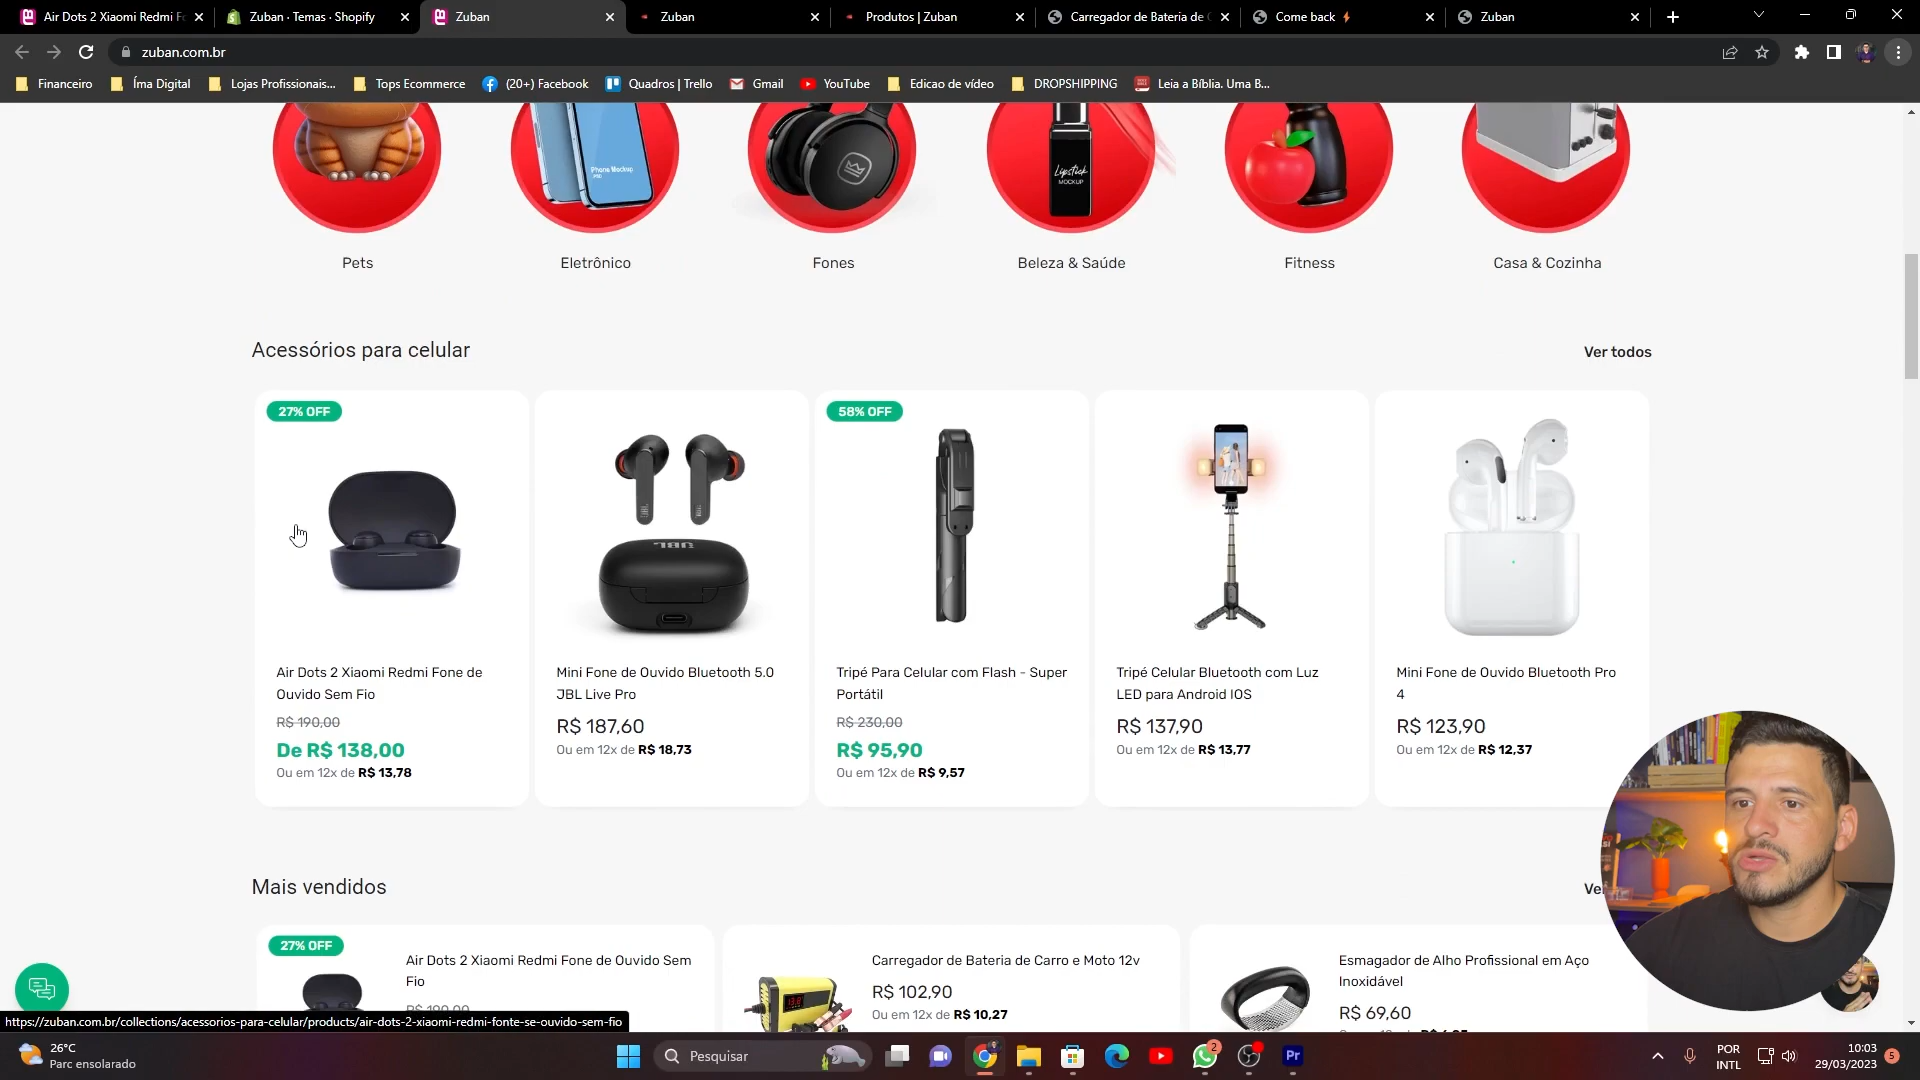 Air Dots 2 Xiaomi Redmi F
Zuban · Temas · Shopify
Zuban
Zuban
Produtos | Zuban
Carregador de Bateria de
Come back
Zuban
zuban.com.br
Financeiro
Íma Digital
Lojas Profissionais...
Tops Ecommerce
(20+) Facebook
Quadros | Trello
Gmail
YouTube
Edicao de vídeo
DROPSHIPPING
Leia a Bíblia. Uma B...
Phone Mockup
Lipstick
MOCKUP
Pets
Eletrônico
Fones
Beleza & Saúde
Fitness
Casa & Cozinha
Acessórios para celular
Ver todos
27% OFF
58% OFF
JBL
Air Dots 2 Xiaomi Redmi Fone de
Ouvido Sem Fio
R$ 190,00
De R$ 138,00
Ou em 12x de R$ 13,78
Mini Fone de Ouvido Bluetooth 5.0
JBL Live Pro
R$ 187,60
Ou em 12x de R$ 18,73
Tripé Para Celular com Flash - Super
Portátil
R$ 230,00
R$ 95,90
Ou em 12x de R$ 9,57
Tripé Celular Bluetooth com Luz
LED para Android IOS
R$ 137,90
Ou em 12x de R$ 13,77
Mini Fone de Ouvido Bluetooth Pro
4
R$ 123,90
Ou em 12x de R$ 12,37
Mais vendidos
27% OFF
Air Dots 2 Xiaomi Redmi Fone de Ouvido Sem
Fio
R$ 190,00
Carregador de Bateria de Carro e Moto 12v
R$ 102,90
Ou em 12x de R$ 10,27
Esmagador de Alho Profissional em Aço
Inoxidável
R$ 69,60
https://zuban.com.br/collections/acessorios-para-celular/products/air-dots-2-xiaomi-redmi-fonte-se-ouvido-sem-fio
26°C
Parc ensolarado
Pesquisar
2
Pr
POR
INTL
10:03
29/03/2023
5